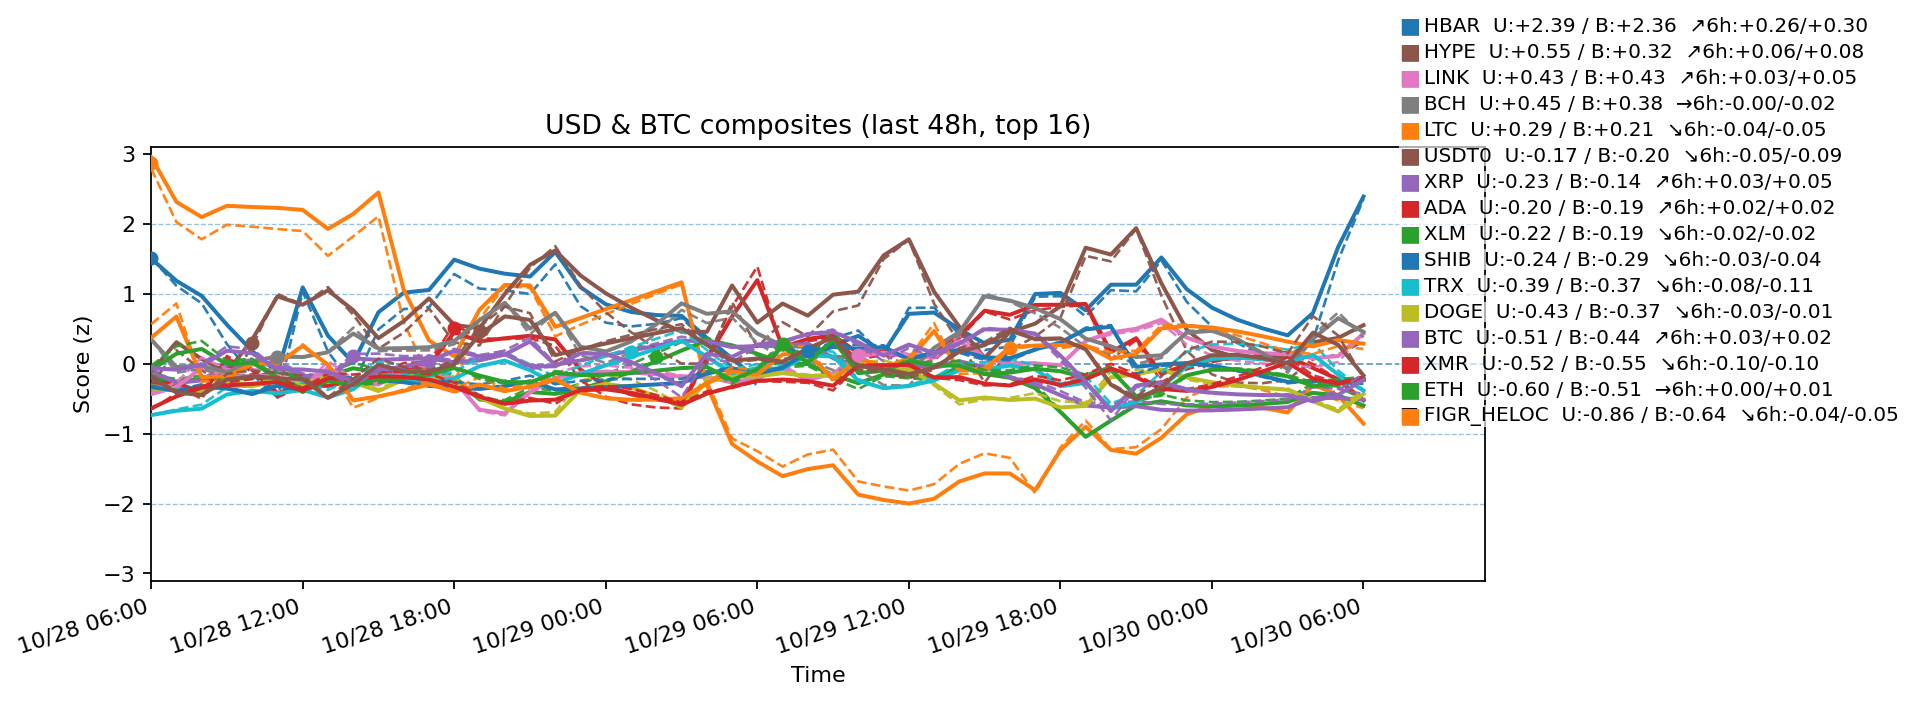 HBAR  U:+2.39 / B:+2.36  ↗6h:+0.26/+0.30
HYPE  U:+0.55 / B:+0.32  ↗6h:+0.06/+0.08
LINK  U:+0.43 / B:+0.43  ↗6h:+0.03/+0.05
BCH  U:+0.45 / B:+0.38  →6h:-0.00/-0.02
LTC  U:+0.29 / B:+0.21  ↘6h:-0.04/-0.05
USDT0  U:-0.17 / B:-0.20  ↘6h:-0.05/-0.09
XRP  U:-0.23 / B:-0.14  ↗6h:+0.03/+0.05
ADA  U:-0.20 / B:-0.19  ↗6h:+0.02/+0.02
XLM  U:-0.22 / B:-0.19  ↘6h:-0.02/-0.02
SHIB  U:-0.24 / B:-0.29  ↘6h:-0.03/-0.04
TRX  U:-0.39 / B:-0.37  ↘6h:-0.08/-0.11
DOGE  U:-0.43 / B:-0.37  ↘6h:-0.03/-0.01
BTC  U:-0.51 / B:-0.44  ↗6h:+0.03/+0.02
XMR  U:-0.52 / B:-0.55  ↘6h:-0.10/-0.10
ETH  U:-0.60 / B:-0.51  →6h:+0.00/+0.01
FIGR_HELOC  U:-0.86 / B:-0.64  ↘6h:-0.04/-0.05
USD & BTC composites (last 48h, top 16)
Score (z)
3
2
1
0
−1
−2
−3
10/28 06:00
10/28 12:00
10/28 18:00
10/29 00:00
10/29 06:00
10/29 12:00
10/29 18:00
10/30 00:00
10/30 06:00
Time